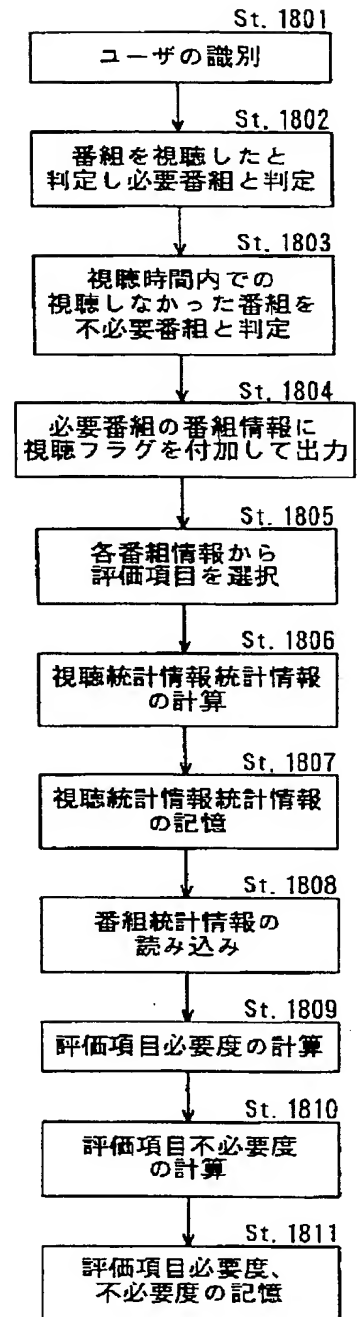 St. 1801
ユーザの識別
St. 1802
番組を視聴したと
判定し必要番組と判定
St. 1803
視聴時間内での
視聴しなかった番組を
不必要番組と判定
St. 1804
必要番組の番組情報に
視聴フラグを付加して出力
St. 1805
各番組情報から
評価項目を選択
St. 1806
視聴統計情報統計情報
の計算
St. 1807
視聴統計情報統計情報
の記憶
St. 1808
番組統計情報の
読み込み
St. 1809
評価項目必要度の計算
St. 1810
評価項目不必要度
の計算
St. 1811
評価項目必要度、
不必要度の記憶